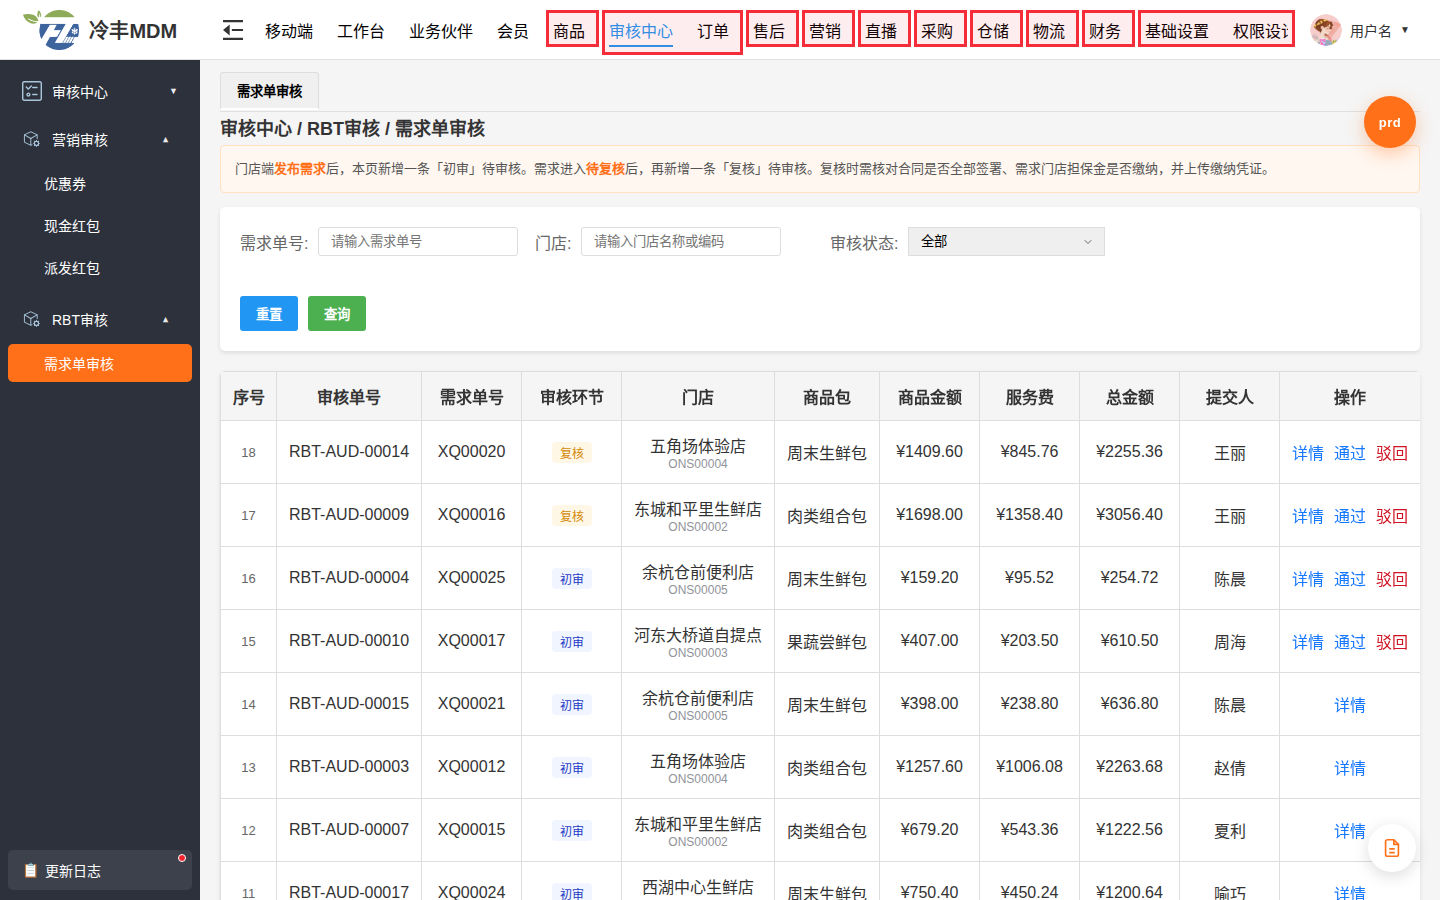 冷丰MDM
移动端 工作台 业务伙伴 会员 商品 审核中心 订单 售后 营销 直播 采购 仓储 物流 财务 基础设置 权限设计 用户名 ▼
审核中心 ▼
营销审核 ▲
优惠券
现金红包
派发红包
RBT审核 ▲
需求单审核
更新日志
需求单审核
审核中心 / RBT审核 / 需求单审核
prd
门店端发布需求后，本页新增一条「初审」待审核。需求进入待复核后，再新增一条「复核」待审核。复核时需核对合同是否全部签署、需求门店担保金是否缴纳，并上传缴纳凭证。
需求单号: 请输入需求单号 门店: 请输入门店名称或编码 审核状态: 全部
重置 查询
序号 审核单号 需求单号 审核环节 门店 商品包 商品金额 服务费 总金额 提交人 操作
18 RBT-AUD-00014 XQ00020 复核 五角场体验店 周末生鲜包 ¥1409.60 ¥845.76 ¥2255.36 王丽 详情 通过 驳回
ONS00004
17 RBT-AUD-00009 XQ00016 复核 东城和平里生鲜店 肉类组合包 ¥1698.00 ¥1358.40 ¥3056.40 王丽 详情 通过 驳回
ONS00002
16 RBT-AUD-00004 XQ00025 初审 余杭仓前便利店 周末生鲜包 ¥159.20 ¥95.52 ¥254.72 陈晨 详情 通过 驳回
ONS00005
15 RBT-AUD-00010 XQ00017 初审 河东大桥道自提点 果蔬尝鲜包 ¥407.00 ¥203.50 ¥610.50 周海 详情 通过 驳回
ONS00003
14 RBT-AUD-00015 XQ00021 初审 余杭仓前便利店 周末生鲜包 ¥398.00 ¥238.80 ¥636.80 陈晨 详情
ONS00005
13 RBT-AUD-00003 XQ00012 初审 五角场体验店 肉类组合包 ¥1257.60 ¥1006.08 ¥2263.68 赵倩 详情
ONS00004
12 RBT-AUD-00007 XQ00015 初审 东城和平里生鲜店 肉类组合包 ¥679.20 ¥543.36 ¥1222.56 夏利 详情
ONS00002
11 RBT-AUD-00017 XQ00024 初审 西湖中心生鲜店 周末生鲜包 ¥750.40 ¥450.24 ¥1200.64 喻巧 详情